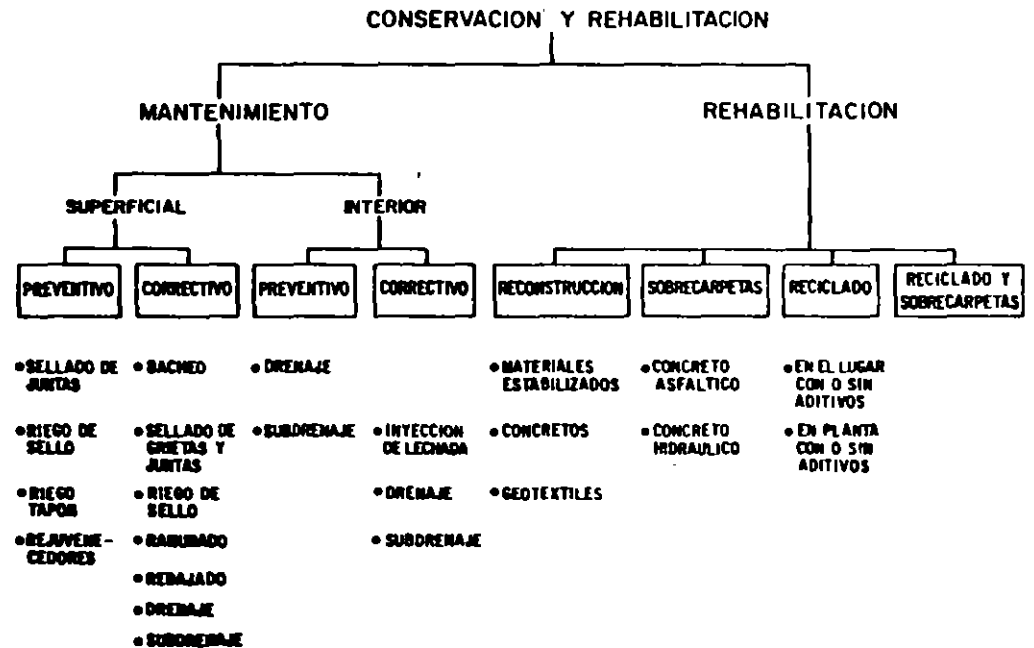 CONSERVACION Y REHABILITACION
MANTENIMIENTO
REHABILITACION
SUPERFICIAL
INTERIOR
PREVENTIVO
CORRECTIVO
PREVENTIVO
CORRECTIVO
RECONSTRUCCION
SOBRECARPETAS
RECICLADO
RECICLADO Y
SOBRECARPETAS
• SELLADO DE
JUNTAS
• RIEGO DE
SELLO
• RIEGO
TAPON
• REJUVENE-
CEDORES
• BACHEO
• SELLADO DE
GRIETAS Y
JUNTAS
• RIEGO DE
SELLO
• RANURADO
• REBAJADO
• DRENAJE
• SUBDRENAJE
• DRENAJE
• SUBDRENAJE
• INYECCION
DE LECHADA
• DRENAJE
• SUBDRENAJE
• MATERIALES
ESTABILIZADOS
• CONCRETOS
• GEOTEXTILES
• CONCRETO
ASFALTICO
• CONCRETO
HIDRAULICO
• EN EL LUGAR
CON O SIN
ADITIVOS
• EN PLANTA
CON O SIN
ADITIVOS